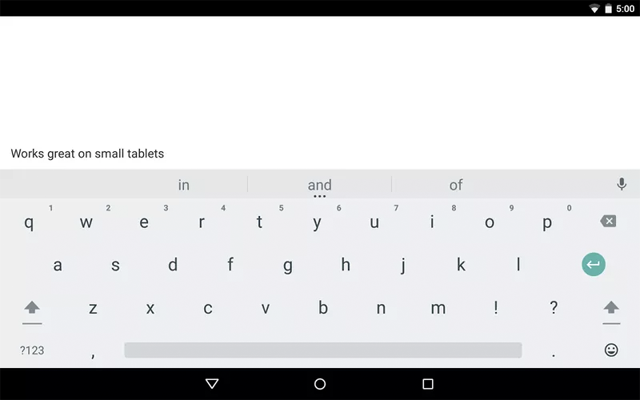 5:00
Works great on small tablets
in and of
1 2 3 4 5 6 7 8 9 0
q w e r t y u i o p
a s d f g h j k l
z x c v b n m ! ?
?123 , .